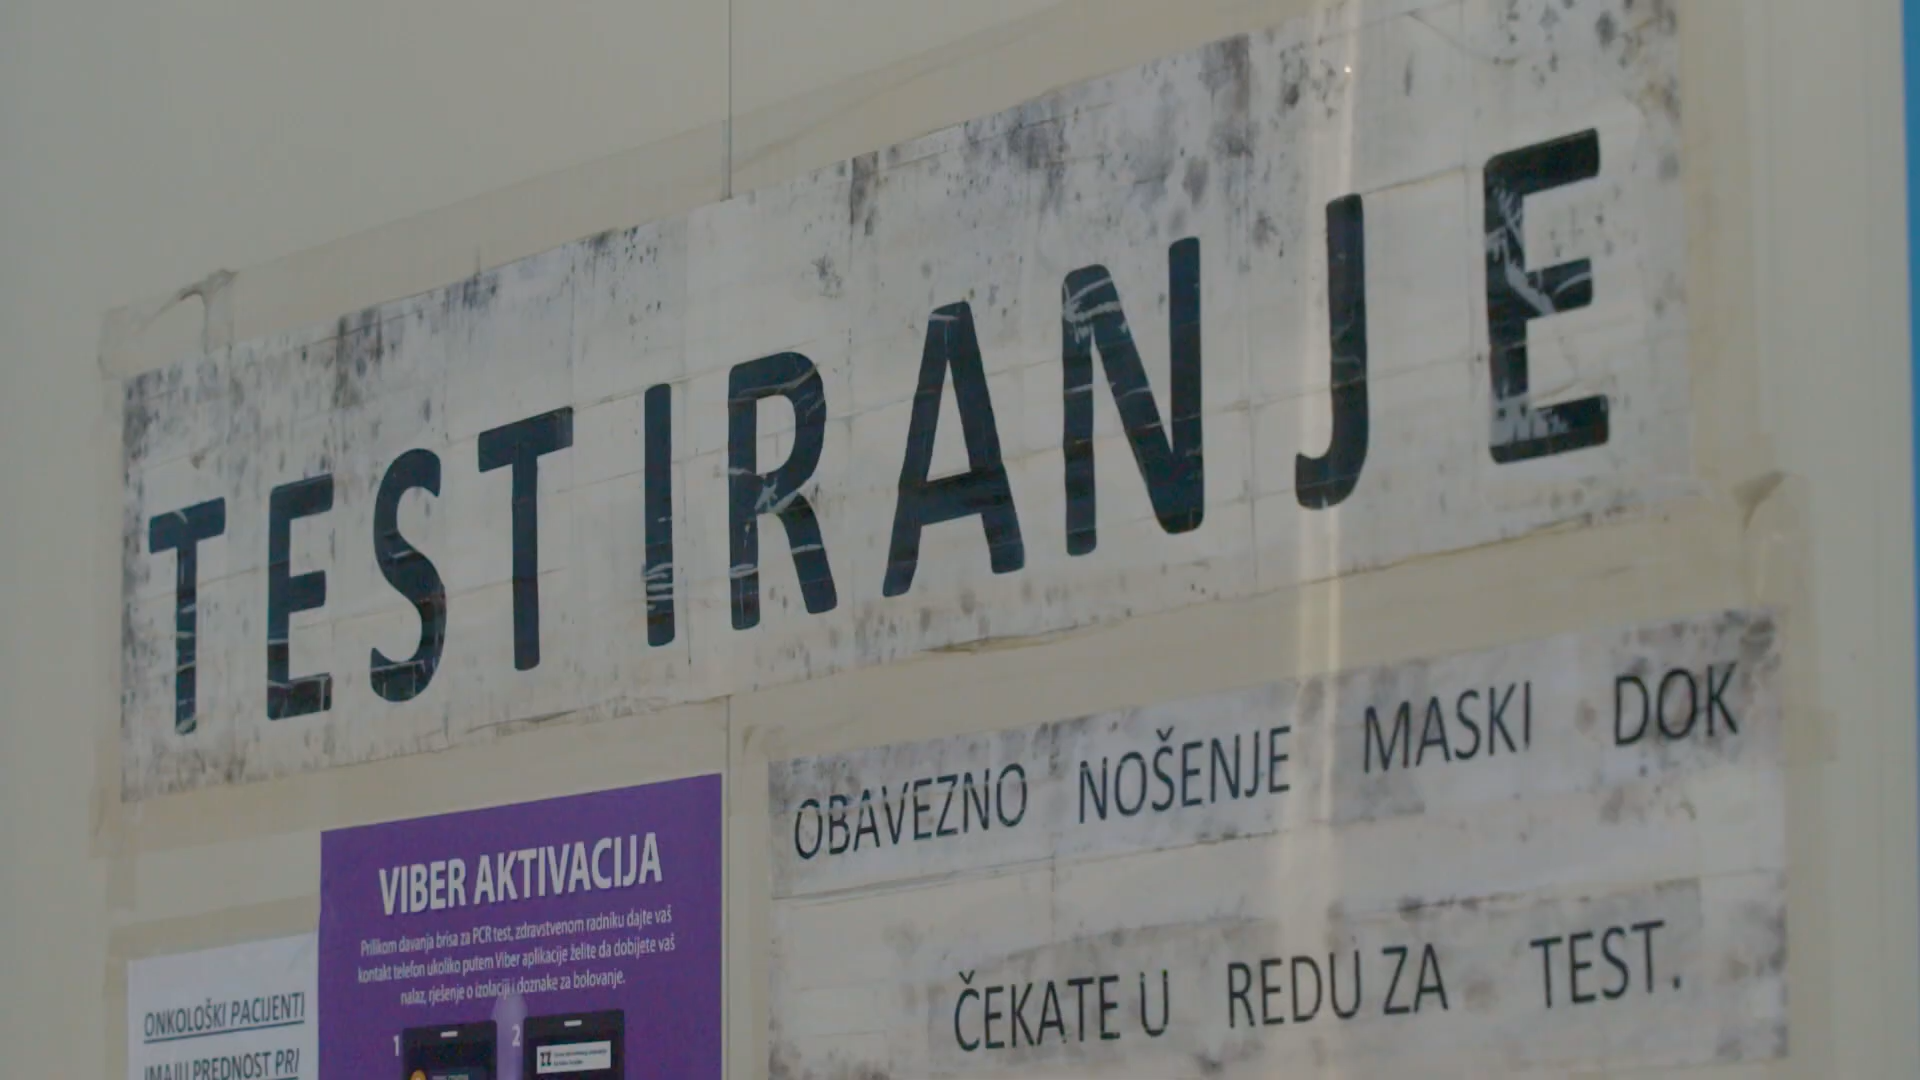 TESTIRANJE
OBAVEZNO NOŠENJE MASKI DOK
ČEKATE U REDU ZA TEST.
VIBER AKTIVACIJA
Prilikom davanja brisa za PCR test, zdravstvenom radniku dajte vaš
kontakt telefon ukoliko putem Viber aplikacije želite da dobijete vaš
nalaz, rješenje o izolaciji i doznake za bolovanje.
1 2
ONKOLOŠKI PACIJENTI
IMAJU PREDNOST PRI